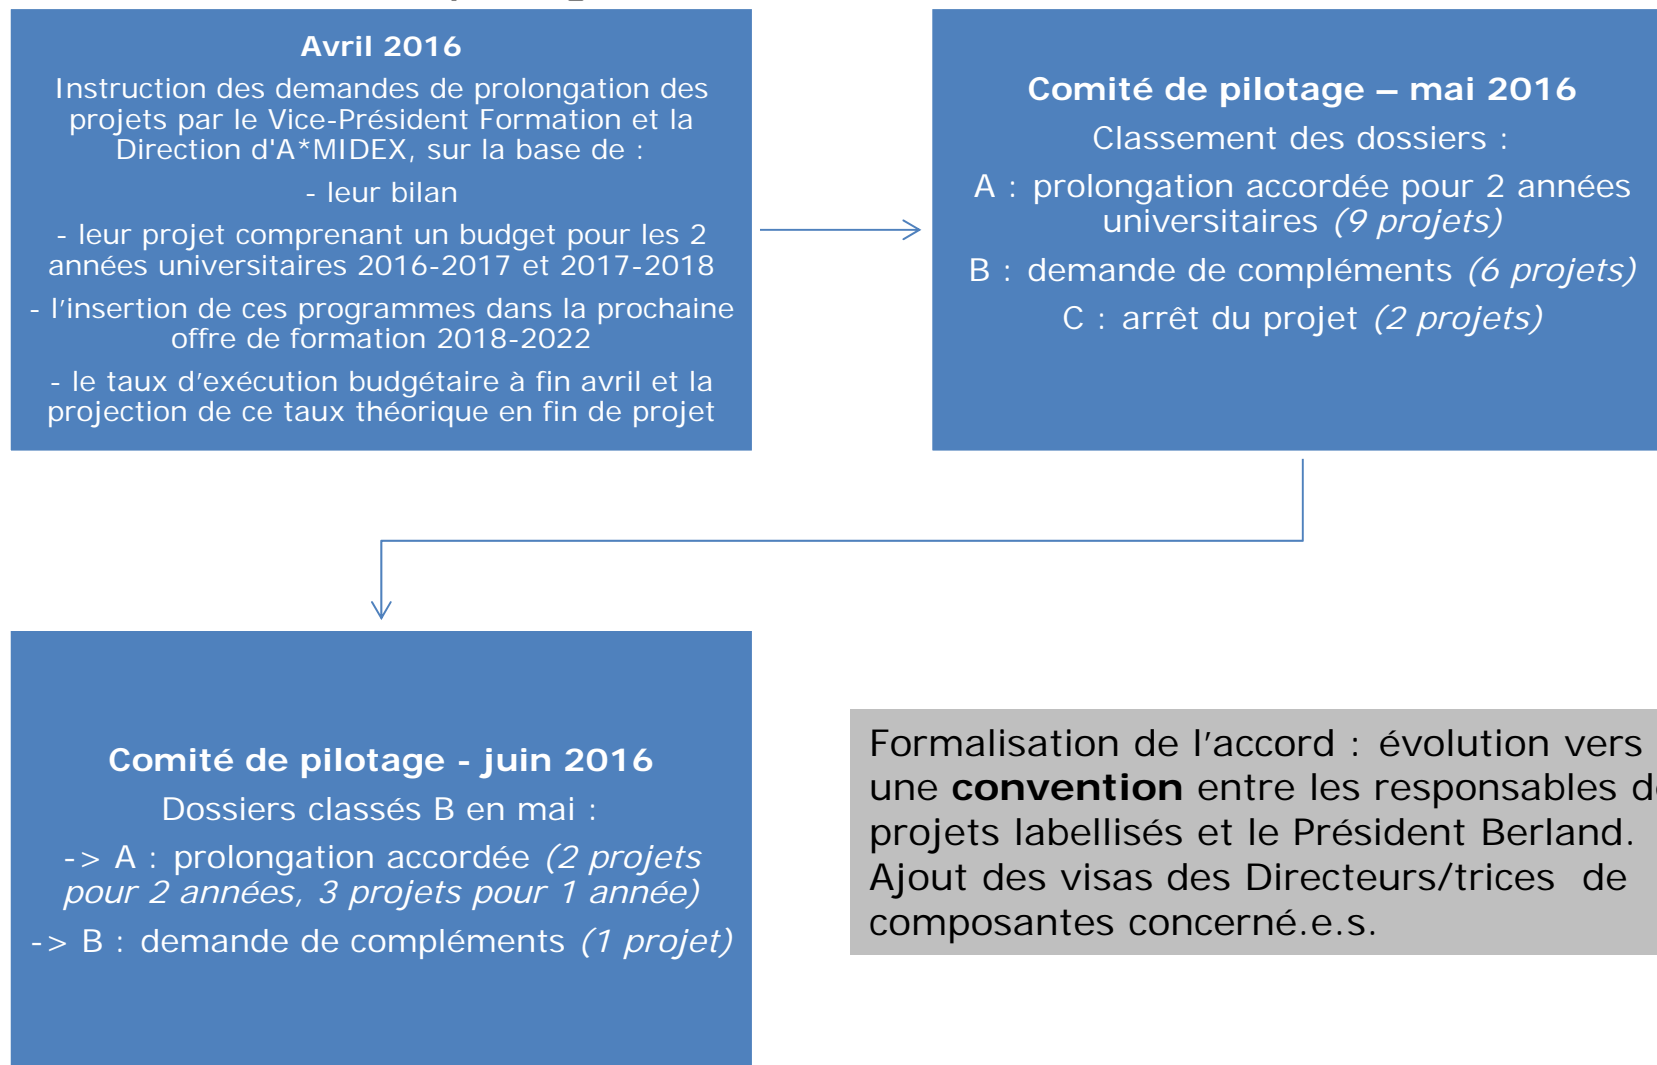 Avril 2016
Instruction des demandes de prolongation des
projets par le Vice-Président Formation et la
Direction d'A*MIDEX, sur la base de :
- leur bilan
- leur projet comprenant un budget pour les 2
années universitaires 2016-2017 et 2017-2018
- l’insertion de ces programmes dans la prochaine
offre de formation 2018-2022
- le taux d’exécution budgétaire à fin avril et la
projection de ce taux théorique en fin de projet
Comité de pilotage – mai 2016
Classement des dossiers :
A : prolongation accordée pour 2 années
universitaires (9 projets)
B : demande de compléments (6 projets)
C : arrêt du projet (2 projets)
Comité de pilotage - juin 2016
Dossiers classés B en mai :
-> A : prolongation accordée (2 projets
pour 2 années, 3 projets pour 1 année)
-> B : demande de compléments (1 projet)
Formalisation de l’accord : évolution vers
une convention entre les responsables
projets labellisés et le Président Berland.
Ajout des visas des Directeurs/trices de
composantes concerné.e.s.